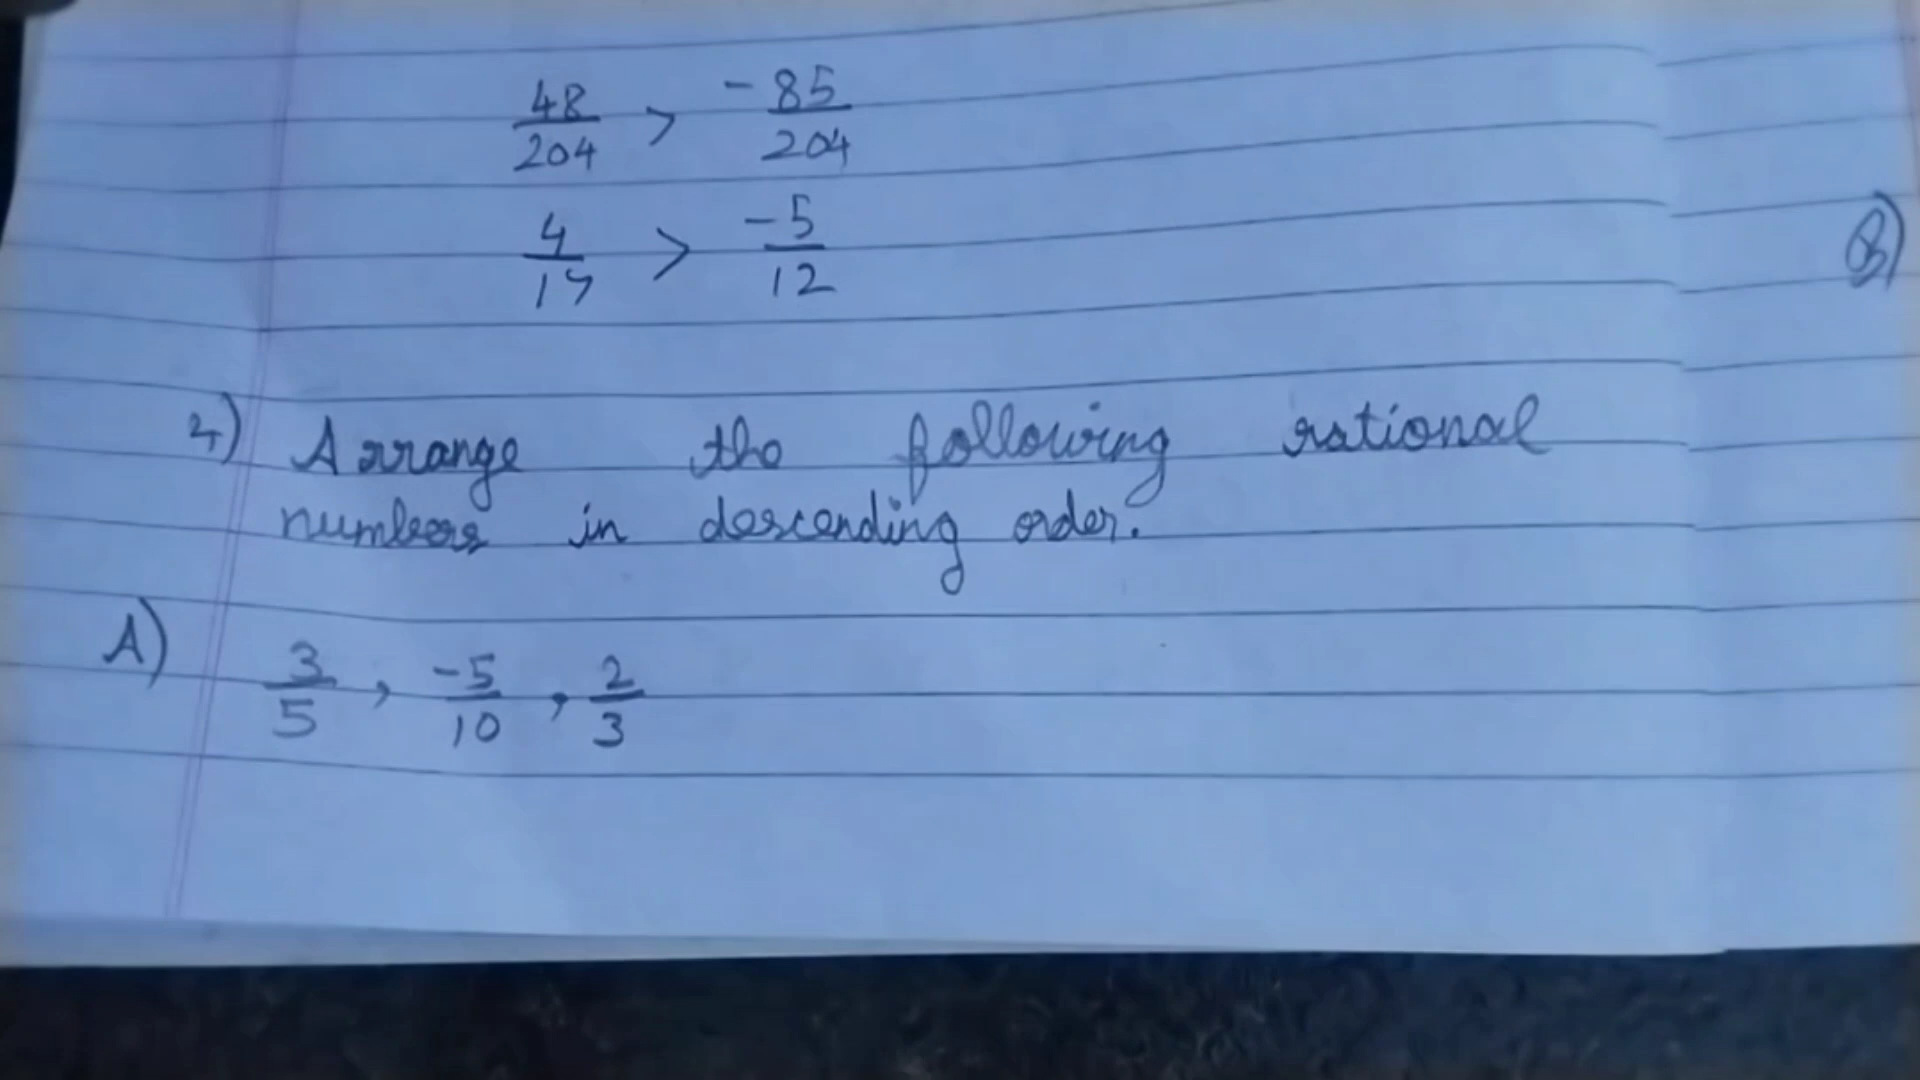 48/204 > -85/204
4/17 > -5/12
B)
4) Arrange the following rational
numbers in descending order.
A) 3/5, -5/10, 2/3